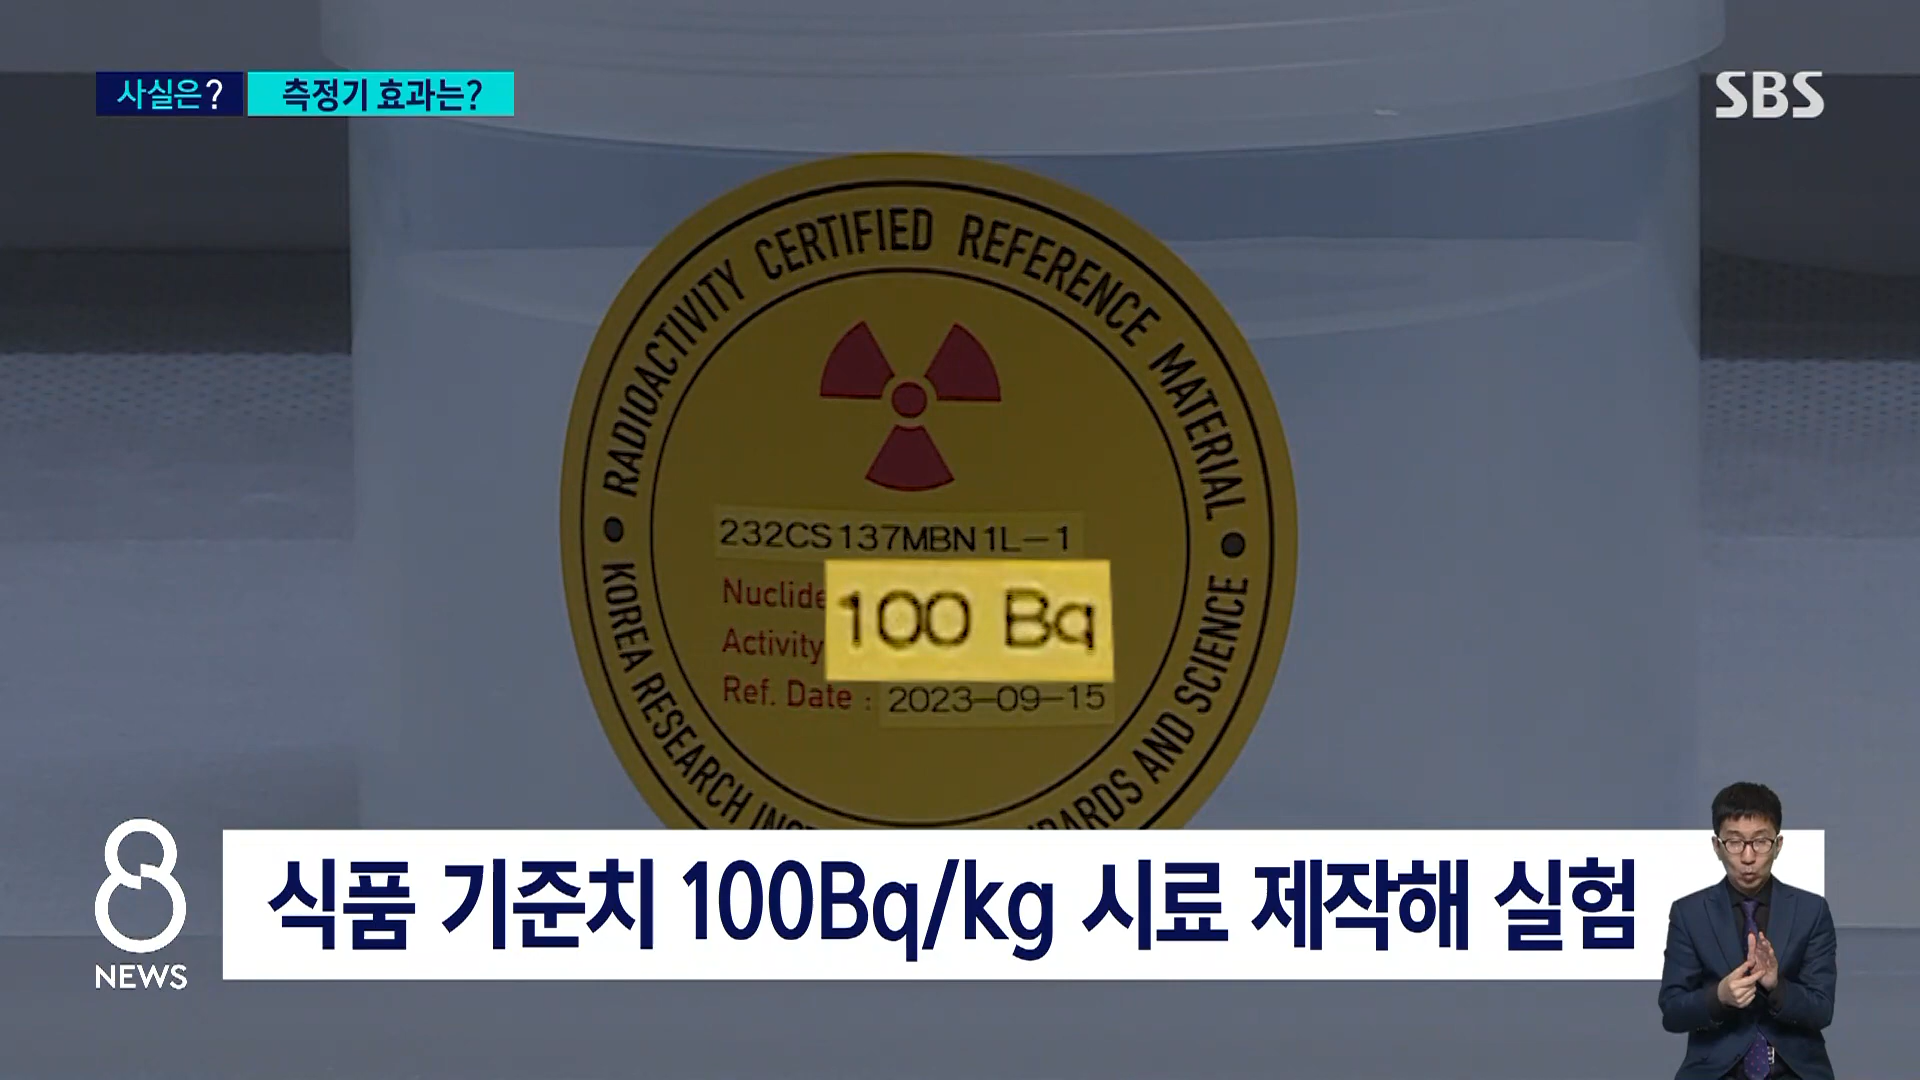 사실은?
측정기 효과는?
SBS
RADIOACTIVITY CERTIFIED REFERENCE MATERIAL
232CS137MBN1L-1
Nuclide
100 Bq
Activity
Ref. Date : 2023-09-15
KOREA RESEARCH AND SCIENCE
식품 기준치 100Bq/kg 시료 제작해 실험
8
NEWS